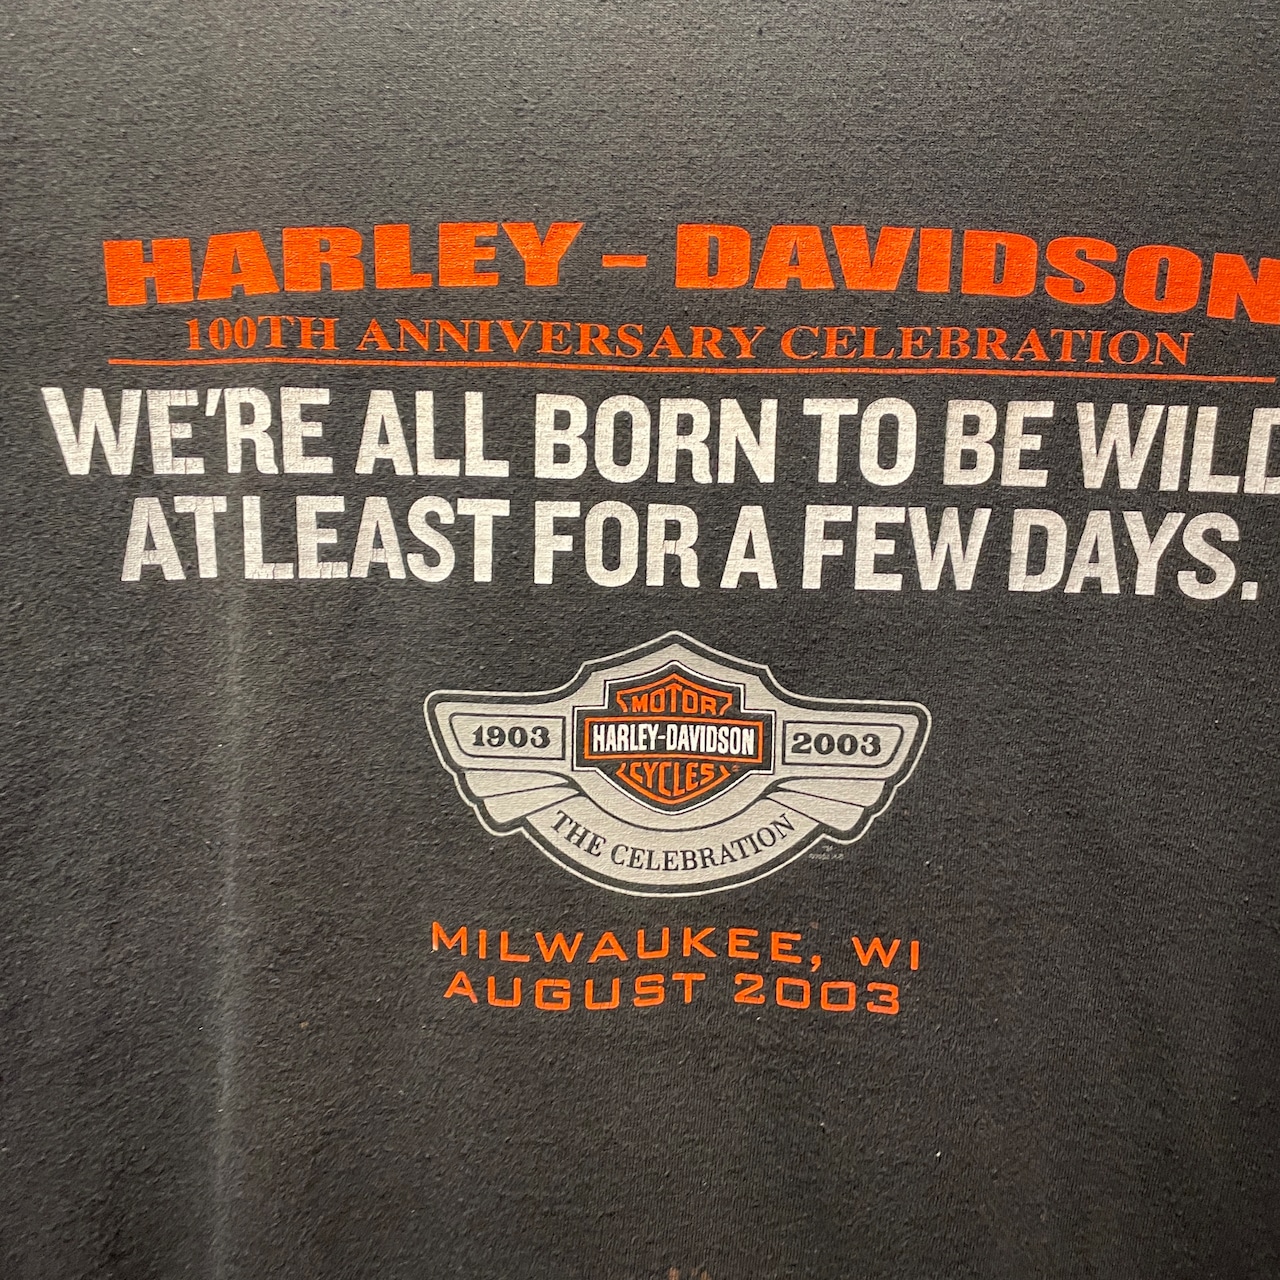 HARLEY - DAVIDSON
100TH ANNIVERSARY CELEBRATION
WE'RE ALL BORN TO BE WILD
AT LEAST FOR A FEW DAYS.
MOTOR
1903 HARLEY-DAVIDSON 2003
CYCLES
THE CELEBRATION
MILWAUKEE, WI
AUGUST 2003